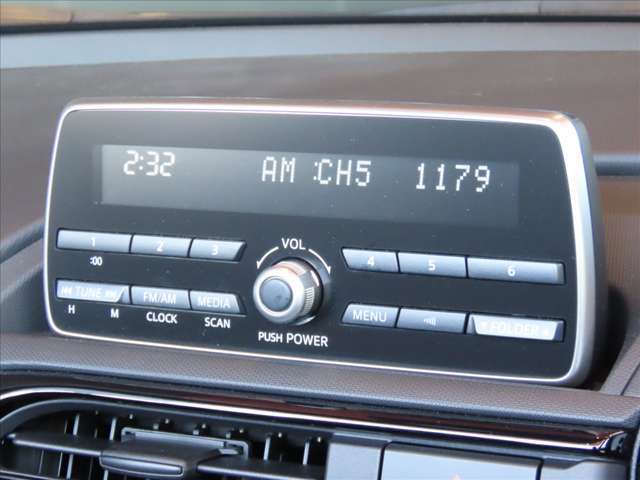 2:32 AM :CH5 1179
1 2 3 VOL 4 5 6
:00
TUNE FM/AM MEDIA MENU FOLDER
H M CLOCK SCAN PUSH POWER